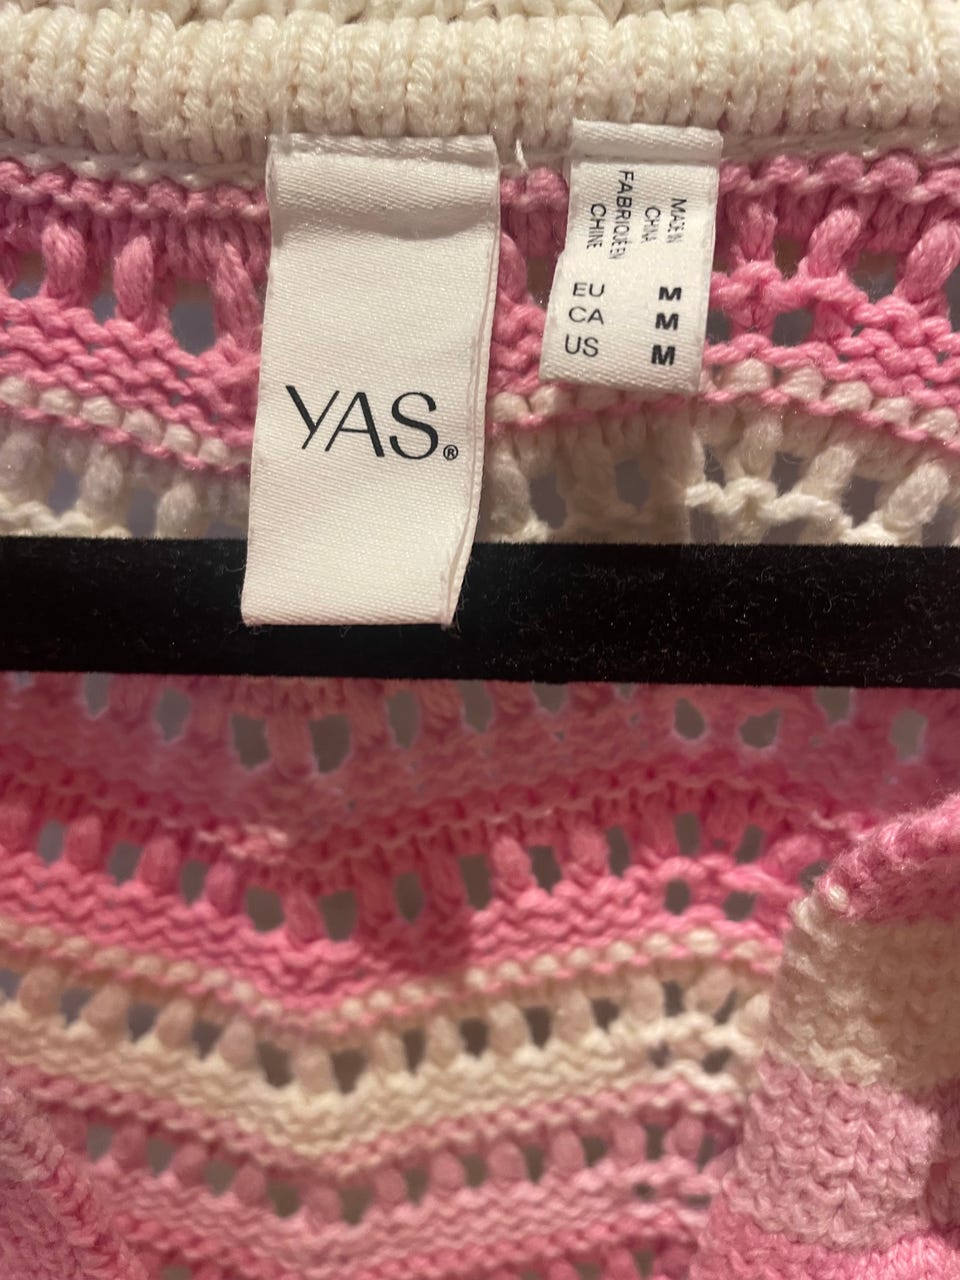 YAS®
MADE IN
CHINA
FABRIQUÉ EN
CHINE
EU M
CA M
US M